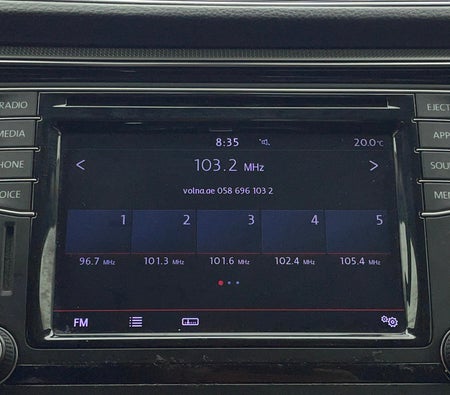 RADIO
MEDIA
PHONE
VOICE
EJECT
APP
SOU
ME
8:35 20.0°C
< 103.2 MHz >
volna.ae 058 696 103 2
1 2 3 4 5
96.7 MHz 101.3 MHz 101.6 MHz 102.4 MHz 105.4 MHz
FM